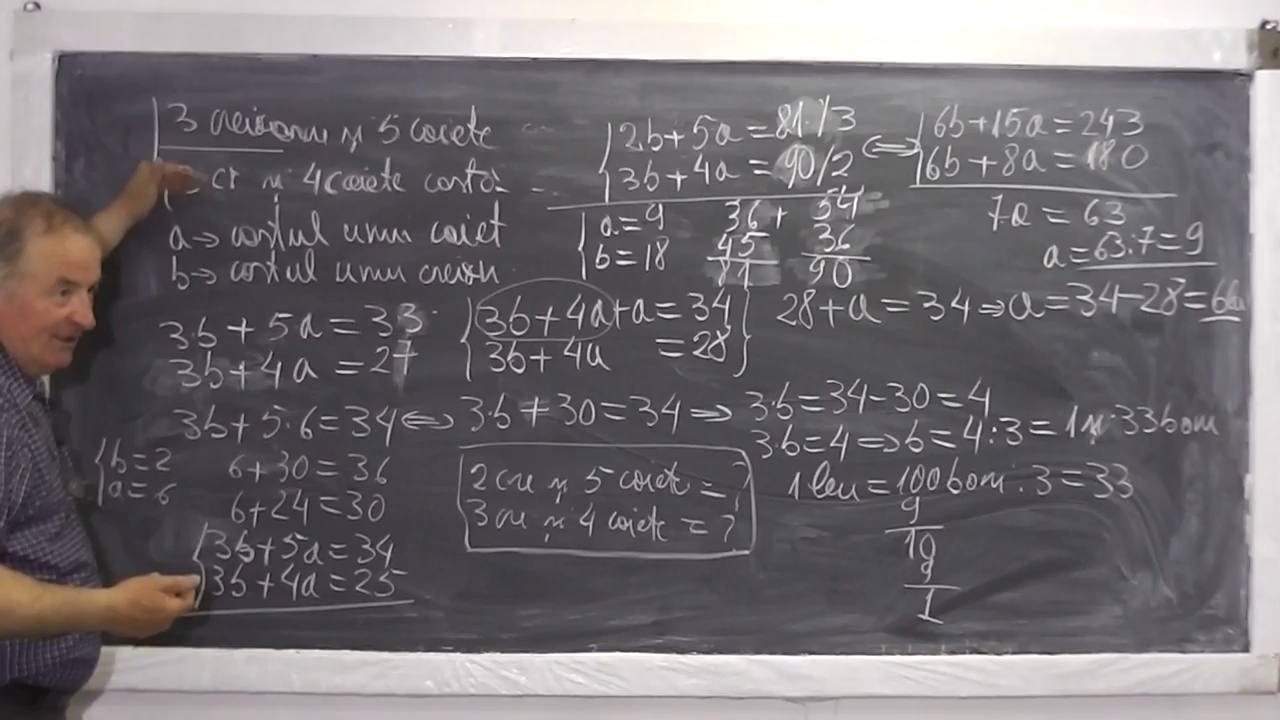 3 creioane și 5 caiete
cr și 4 caiete costă
a → costul unui caiet
b → costul unui creion
3·b + 5a = 33
3b + 4a = 27
3b + 5·6 = 34 ⇔ 3·b + 30 = 34 ⇒ 3·b = 34 - 30 = 4
3·b = 4 ⇒ b = 4:3 = 1 și 33 bani
b = 2
a = 6
6 + 30 = 36
6 + 24 = 30
3b + 5a = 34
3b + 4a = 25
3b + 4a + a = 34
3b + 4a = 28
28 + a = 34 ⇒ a = 34 - 28 = 6 lei
2 cre și 5 caiete = ?
3 cre și 4 caiete = ?
1 leu = 100 bani : 3 = 33
9
10
9
1
2b + 5a = 81 /·3
3b + 4a = 90 /·2
⇔
6b + 15a = 243
6b + 8a = 180
7a = 63
a = 63:7 = 9
a = 9
b = 18
36 +
45
81
54
36
90